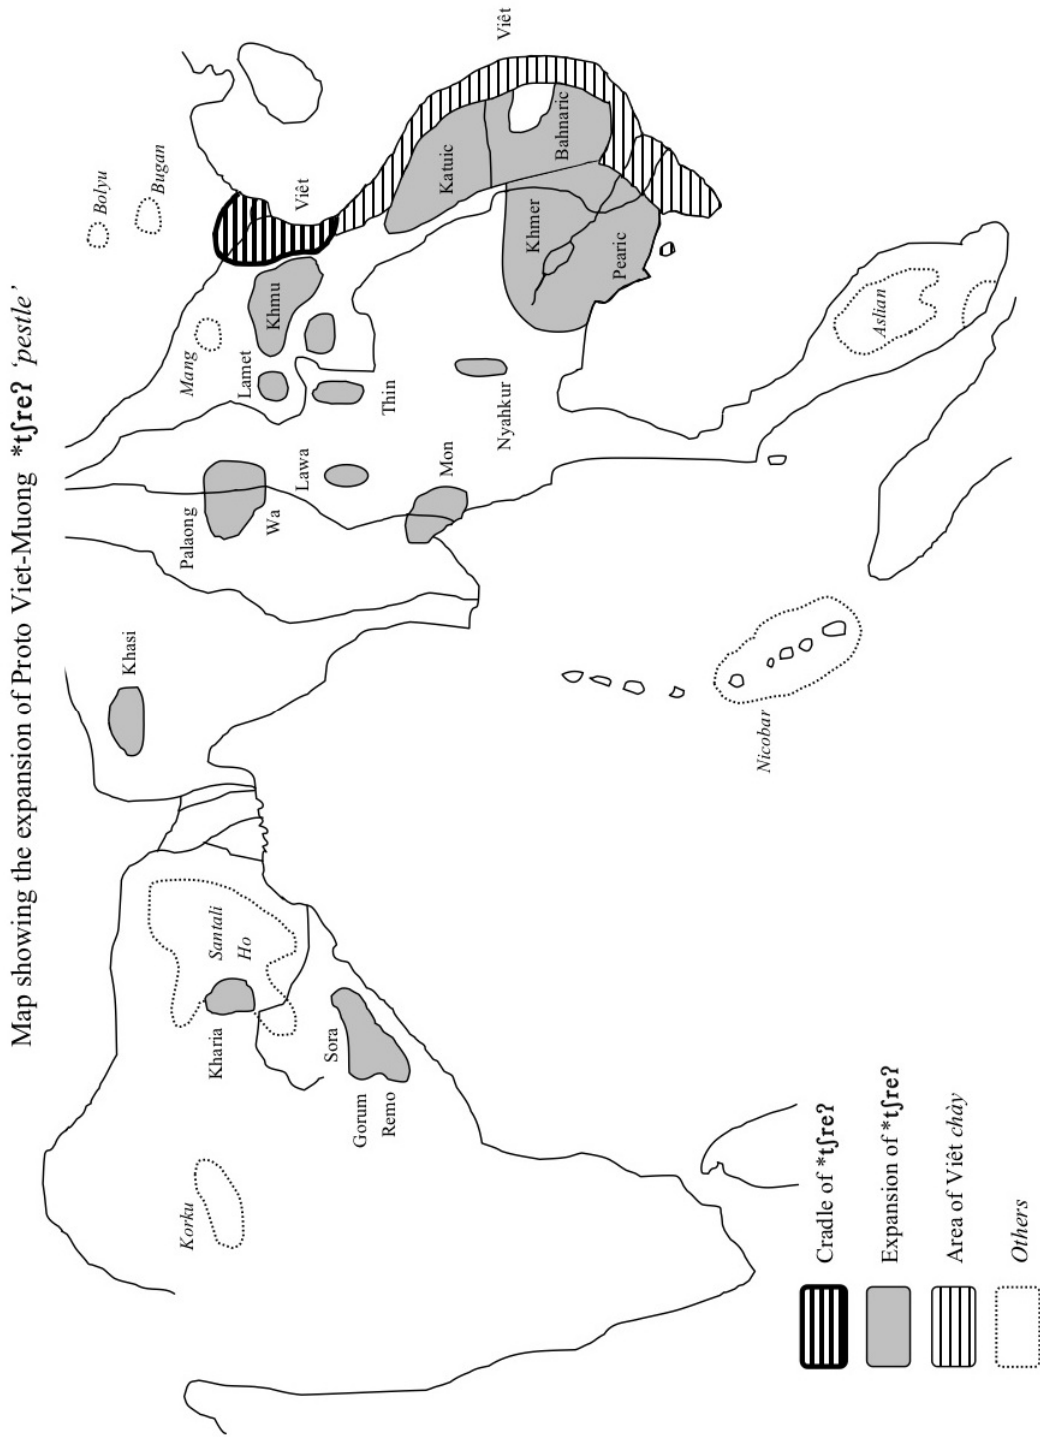 Map showing the expansion of Proto Viet-Muong *tʃreʔ ‘pestle’
Bolyu
Bugan
Mang
Viêt
Viêt
Khmu
Lamet
Thin
Katuic
Bahnaric
Khmer
Pearic
Palaong
Wa
Lawa
Mon
Nyahkur
Aslian
Khasi
Nicobar
Santali
Ho
Kharia
Sora
Gorum
Remo
Korku
Cradle of *tʃreʔ
Expansion of *tʃreʔ
Area of Viêt chày
Others